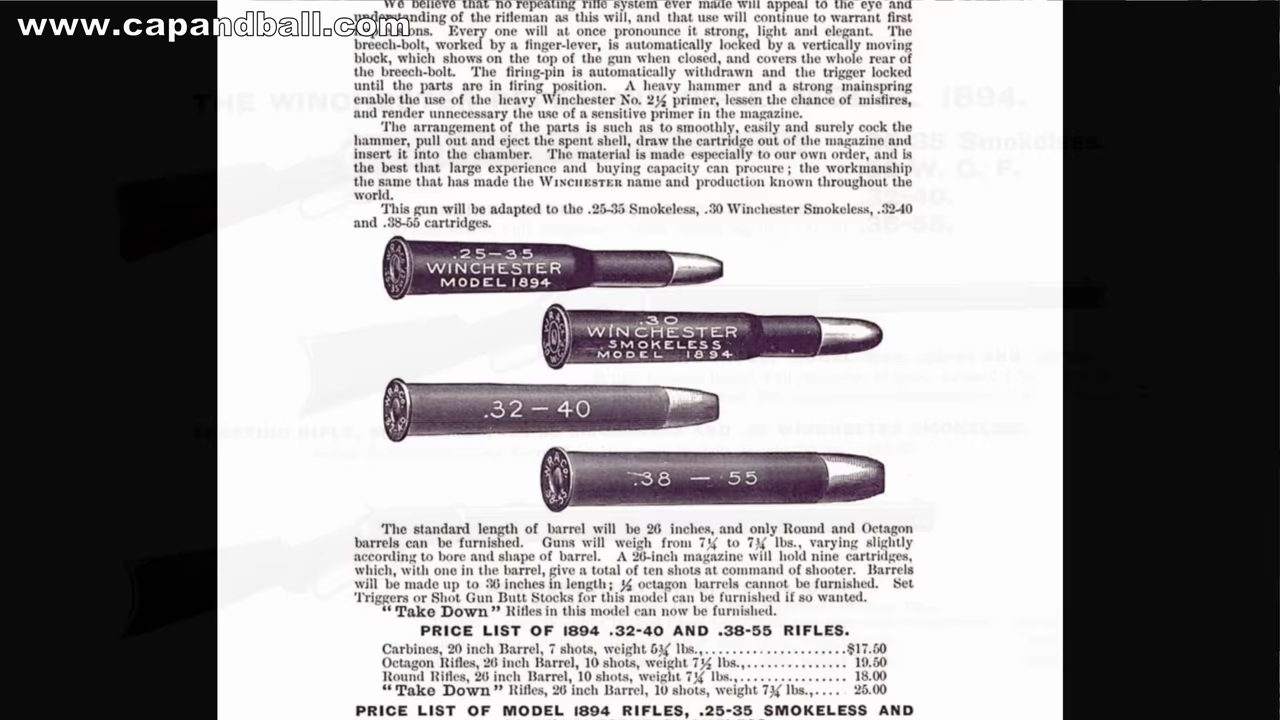 www.capandball.com
We believe that no repeating rifle system ever made will appeal to the eye and
understanding of the rifleman as this will, and that use will continue to warrant first
Every one will at once pronounce it strong, light and elegant. The
breech-bolt, worked by a finger-lever, is automatically locked by a vertically moving
block, which shows on the top of the gun when closed, and covers the whole rear of
the breech-bolt. The firing-pin is automatically withdrawn and the trigger locked
until the parts are in firing position. A heavy hammer and a strong mainspring
enable the use of the heavy Winchester No. 2½ primer, lessen the chance of misfires,
and render unnecessary the use of a sensitive primer in the magazine.
The arrangement of the parts is such as to smoothly, easily and surely cock the
hammer, pull out and eject the spent shell, draw the cartridge out of the magazine and
insert it into the chamber. The material is made especially to our own order, and is
the best that large experience and buying capacity can procure; the workmanship
the same that has made the WINCHESTER name and production known throughout the
world.
This gun will be adapted to the .25-35 Smokeless, .30 Winchester Smokeless, .32-40
and .38-55 cartridges.
.25-35
WINCHESTER
MODEL 1894
.30
WINCHESTER
SMOKELESS
MODEL 1894
.32-40
.38-55
The standard length of barrel will be 26 inches, and only Round and Octagon
barrels can be furnished. Guns will weigh from 7¼ to 7¾ lbs., varying slightly
according to bore and shape of barrel. A 26-inch magazine will hold nine cartridges,
which, with one in the barrel, give a total of ten shots at command of shooter. Barrels
will be made up to 36 inches in length; ½ octagon barrels cannot be furnished. Set
Triggers or Shot Gun Butt Stocks for this model can be furnished if so wanted.
"Take Down" Rifles in this model can now be furnished.
PRICE LIST OF 1894 .32-40 AND .38-55 RIFLES.
Carbines, 20 inch Barrel, 7 shots, weight lbs.,......................$17.50
Octagon Rifles, 26 inch Barrel, 10 shots, weight 7½ lbs.,............... 19.50
Round Rifles, 26 inch Barrel, 10 shots, weight 7¼ lbs.,................ 18.00
"Take Down" Rifles, 26 inch Barrel, 10 shots, weight 7¾ lbs.,.... 25.00
PRICE LIST OF MODEL 1894 RIFLES, .25-35 SMOKELESS AND